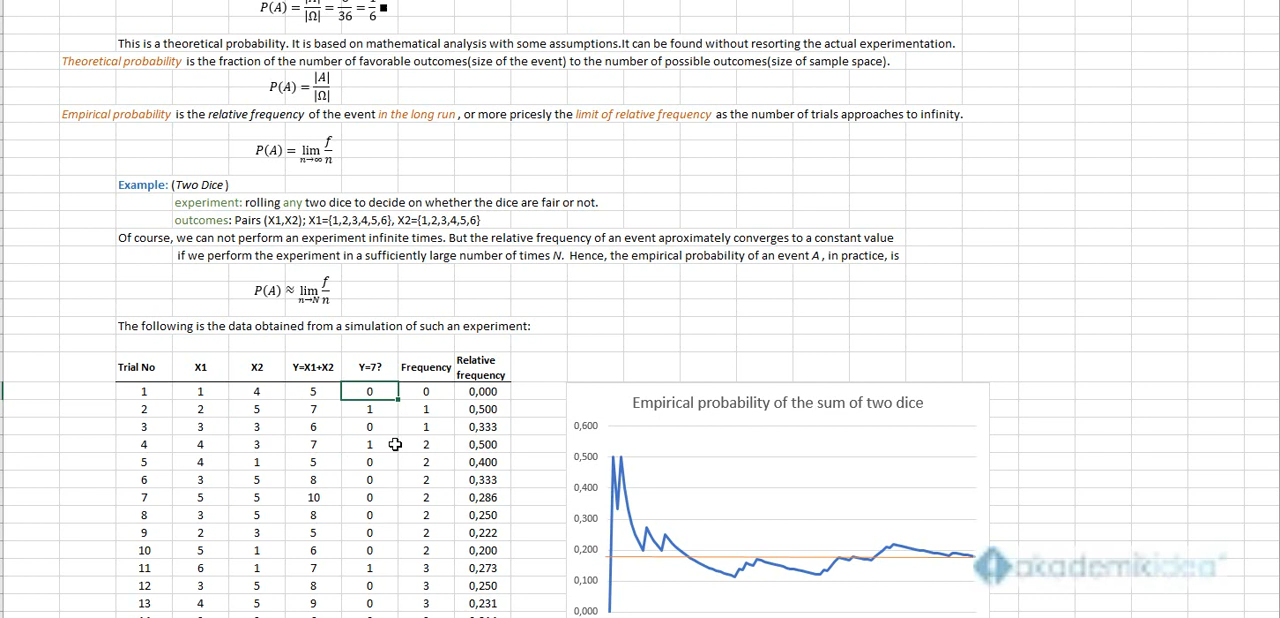 P(A) = |A| / |Ω| = 6/36 = 1/6 ■
This is a theoretical probability. It is based on mathematical analysis with some assumptions.It can be found without resorting the actual experimentation.
Theoretical probability is the fraction of the number of favorable outcomes(size of the event) to the number of possible outcomes(size of sample space).
P(A) = |A| / |Ω|
Empirical probability is the relative frequency of the event in the long run, or more pricesly the limit of relative frequency as the number of trials approaches to infinity.
P(A) = lim n→∞ f/n
Example: (Two Dice)
experiment: rolling any two dice to decide on whether the dice are fair or not.
outcomes: Pairs (X1,X2); X1={1,2,3,4,5,6}, X2={1,2,3,4,5,6}
Of course, we can not perform an experiment infinite times. But the relative frequency of an event aproximately converges to a constant value
if we perform the experiment in a sufficiently large number of times N. Hence, the empirical probability of an event A, in practice, is
P(A) ≈ lim n→N f/n
The following is the data obtained from a simulation of such an experiment:
Trial No X1 X2 Y=X1+X2 Y=7? Frequency Relative frequency
1 1 4 5 0 0 0,000
2 2 5 7 1 1 0,500
3 3 3 6 0 1 0,333
4 4 3 7 1 2 0,500
5 4 1 5 0 2 0,400
6 3 5 8 0 2 0,333
7 5 5 10 0 2 0,286
8 3 5 8 0 2 0,250
9 2 3 5 0 2 0,222
10 5 1 6 0 2 0,200
11 6 1 7 1 3 0,273
12 3 5 8 0 3 0,250
13 4 5 9 0 3 0,231
Empirical probability of the sum of two dice
0,600
0,500
0,400
0,300
0,200
0,100
0,000
akademikidea